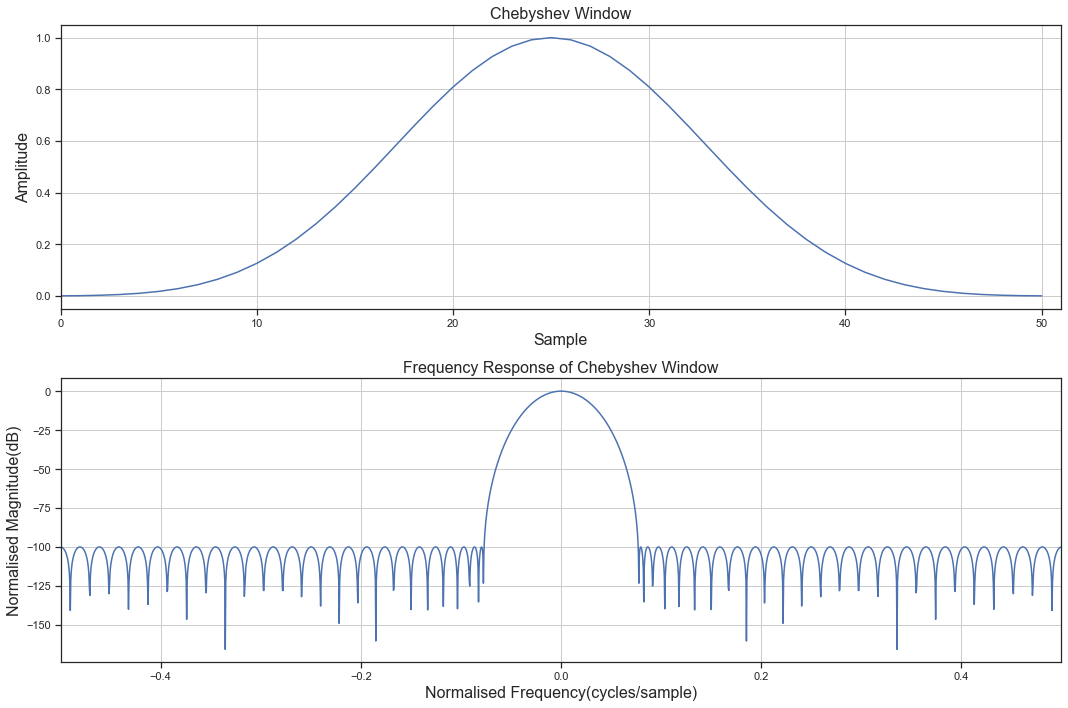 Chebyshev Window
1.0
0.8
0.6
0.4
0.2
0.0
Amplitude
0 10 20 30 40 50
Sample
Frequency Response of Chebyshev Window
0
−25
−50
−75
−100
−125
−150
Normalised Magnitude(dB)
−0.4 −0.2 0.0 0.2 0.4
Normalised Frequency(cycles/sample)